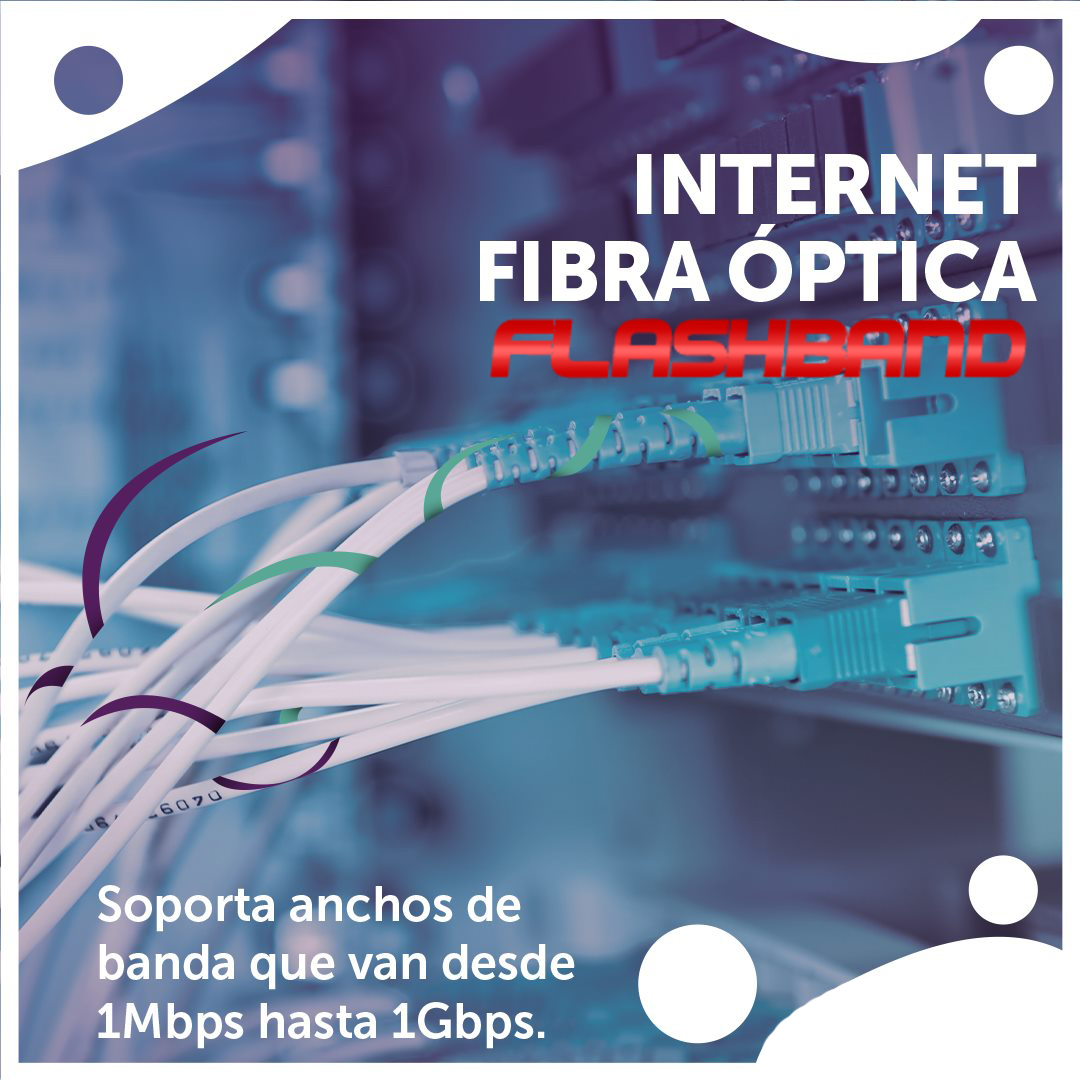 INTERNET
FIBRA ÓPTICA
FLASHBAND
Soporta anchos de
banda que van desde
1Mbps hasta 1Gbps.